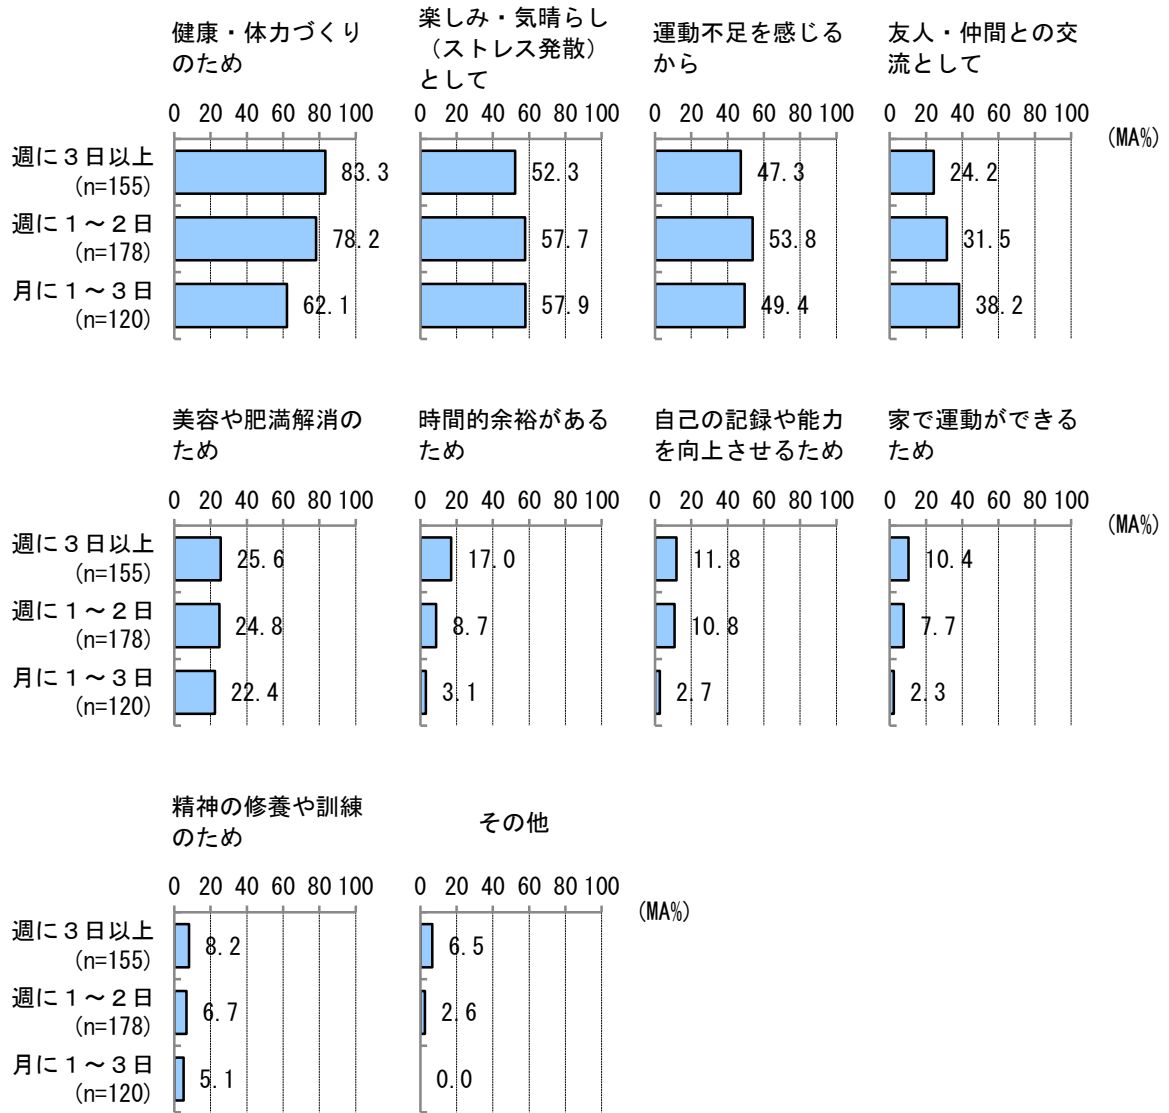 健康・体力づくり
のため
楽しみ・気晴らし
（ストレス発散）
として
運動不足を感じる
から
友人・仲間との交
流として
0 20 40 60 80 100 0 20 40 60 80 100 0 20 40 60 80 100 0 20 40 60 80 100
(MA%)
週に３日以上
(n=155)
83.3 52.3 47.3 24.2
週に１～２日
(n=178)
78.2 57.7 53.8 31.5
月に１～３日
(n=120)
62.1 57.9 49.4 38.2
美容や肥満解消の
ため
時間的余裕がある
ため
自己の記録や能力
を向上させるため
家で運動ができる
ため
0 20 40 60 80 100 0 20 40 60 80 100 0 20 40 60 80 100 0 20 40 60 80 100
(MA%)
週に３日以上
(n=155)
25.6 17.0 11.8 10.4
週に１～２日
(n=178)
24.8 8.7 10.8 7.7
月に１～３日
(n=120)
22.4 3.1 2.7 2.3
精神の修養や訓練
のため
その他
0 20 40 60 80 100 0 20 40 60 80 100
(MA%)
週に３日以上
(n=155)
8.2 6.5
週に１～２日
(n=178)
6.7 2.6
月に１～３日
(n=120)
5.1 0.0